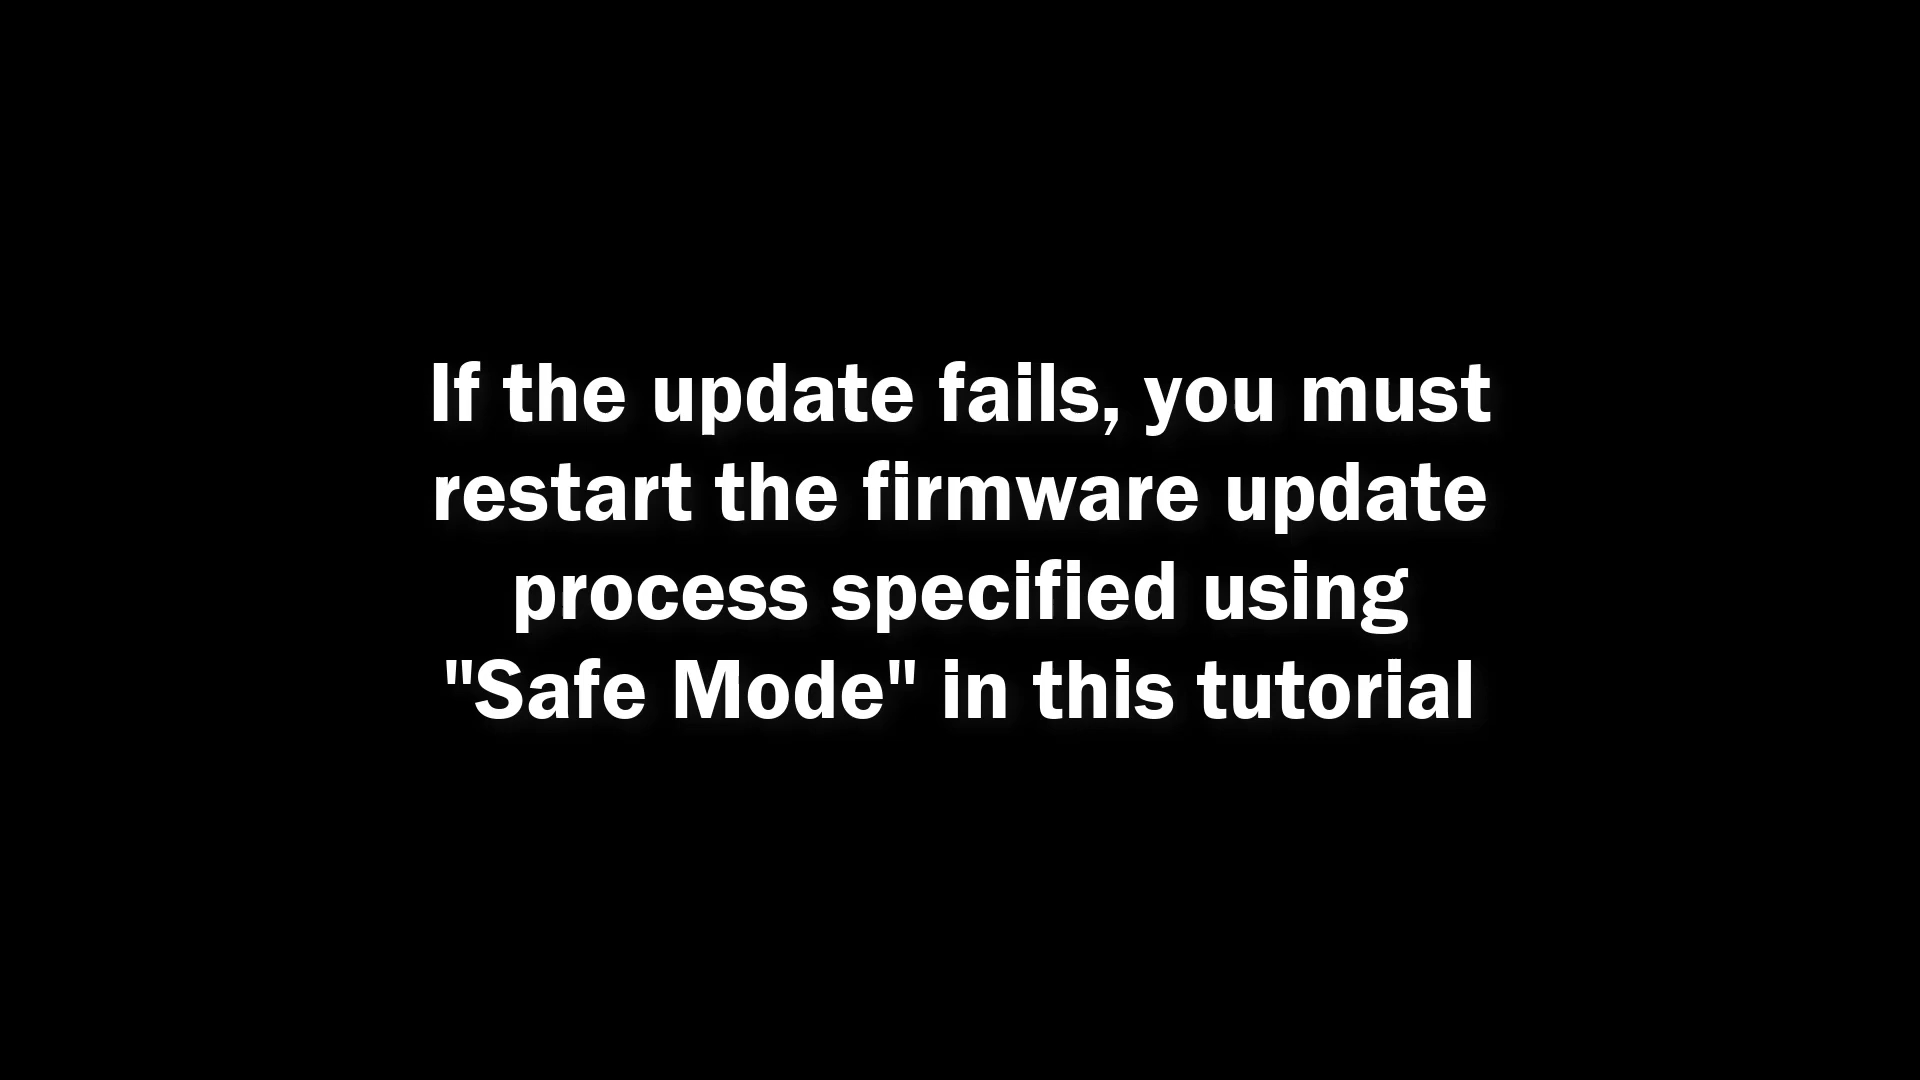 If the update fails, you must
restart the firmware update
process specified using
"Safe Mode" in this tutorial